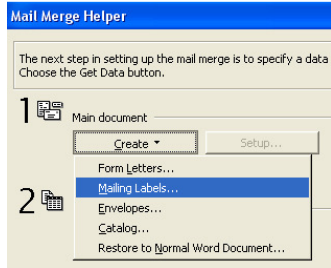 Mail Merge Helper
The next step in setting up the mail merge is to specify a data
Choose the Get Data button.
1 Main document
Create Setup...
Form Letters...
Mailing Labels...
2 Envelopes...
Catalog...
Restore to Normal Word Document...